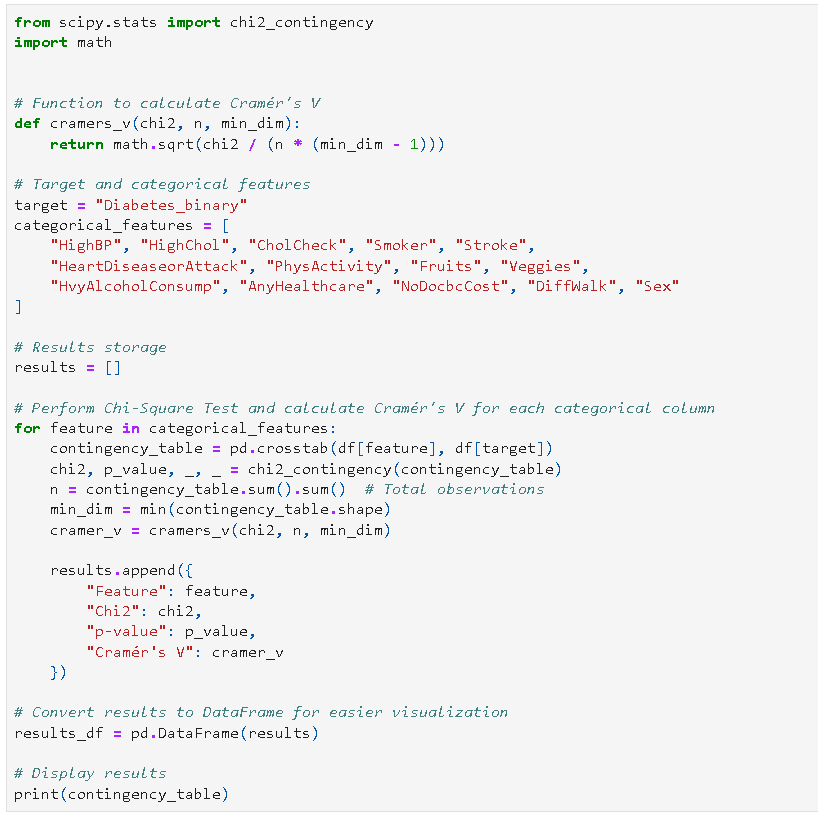 from scipy.stats import chi2_contingency
import math
# Function to calculate Cramér's V
def cramers_v(chi2, n, min_dim):
    return math.sqrt(chi2 / (n * (min_dim - 1)))
# Target and categorical features
target = "Diabetes_binary"
categorical_features = [
    "HighBP", "HighChol", "CholCheck", "Smoker", "Stroke",
    "HeartDiseaseorAttack", "PhysActivity", "Fruits", "Veggies",
    "HvyAlcoholConsump", "AnyHealthcare", "NoDocbcCost", "DiffWalk", "Sex"
]
# Results storage
results = []
# Perform Chi-Square Test and calculate Cramér's V for each categorical column
for feature in categorical_features:
    contingency_table = pd.crosstab(df[feature], df[target])
    chi2, p_value, _, _ = chi2_contingency(contingency_table)
    n = contingency_table.sum().sum()  # Total observations
    min_dim = min(contingency_table.shape)
    cramer_v = cramers_v(chi2, n, min_dim)
    results.append({
        "Feature": feature,
        "Chi2": chi2,
        "p-value": p_value,
        "Cramér's V": cramer_v
    })
# Convert results to DataFrame for easier visualization
results_df = pd.DataFrame(results)
# Display results
print(contingency_table)